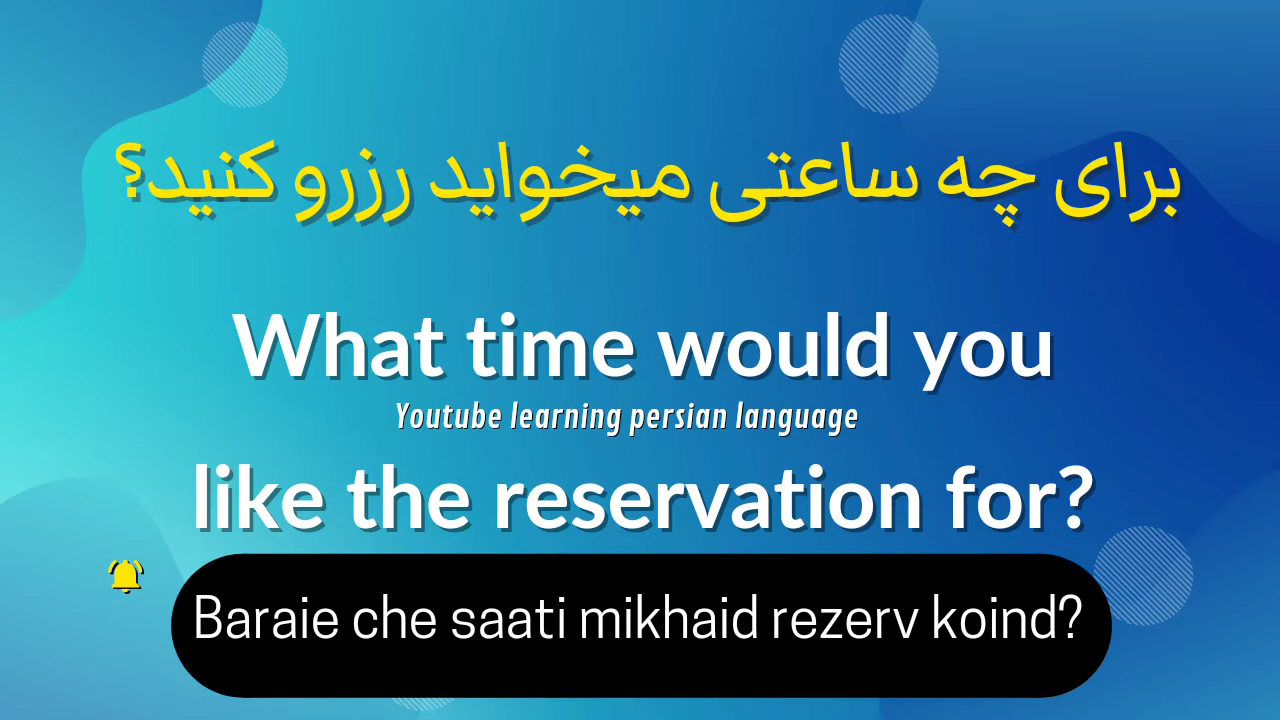 برای چه ساعتی میخواید رزرو کنید؟
What time would you
Youtube learning persian language
like the reservation for?
Baraie che saati mikhaid rezerv koind?